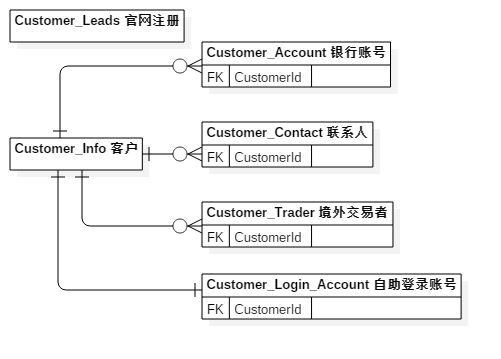 Customer_Leads 官网注册
Customer_Account 银行账号
FK CustomerId
Customer_Contact 联系人
FK CustomerId
Customer_Info 客户
Customer_Trader 境外交易者
FK CustomerId
Customer_Login_Account 自助登录账号
FK CustomerId